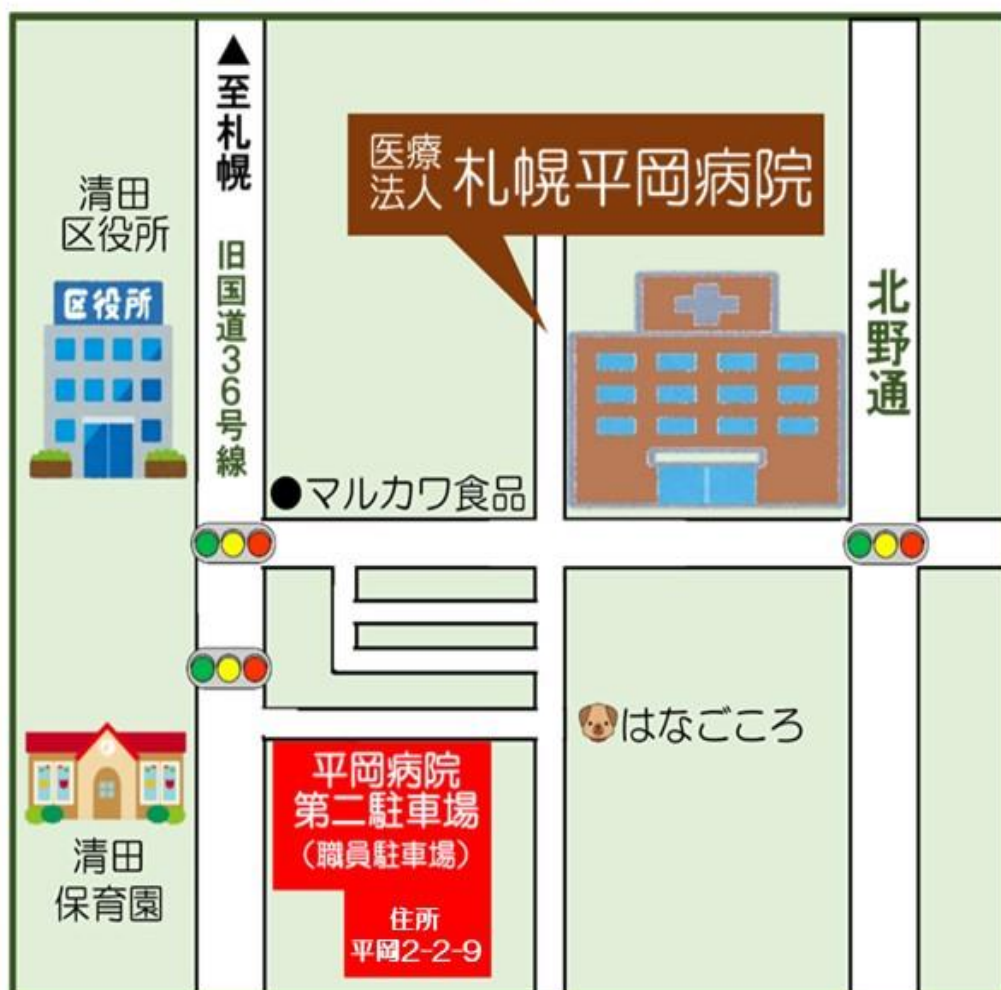 ▲至札幌
旧国道36号線
清田
区役所
区役所
医療
法人
札幌平岡病院
北野通
●マルカワ食品
はなごころ
平岡病院
第二駐車場
（職員駐車場）
住所
平岡2-2-9
清田
保育園